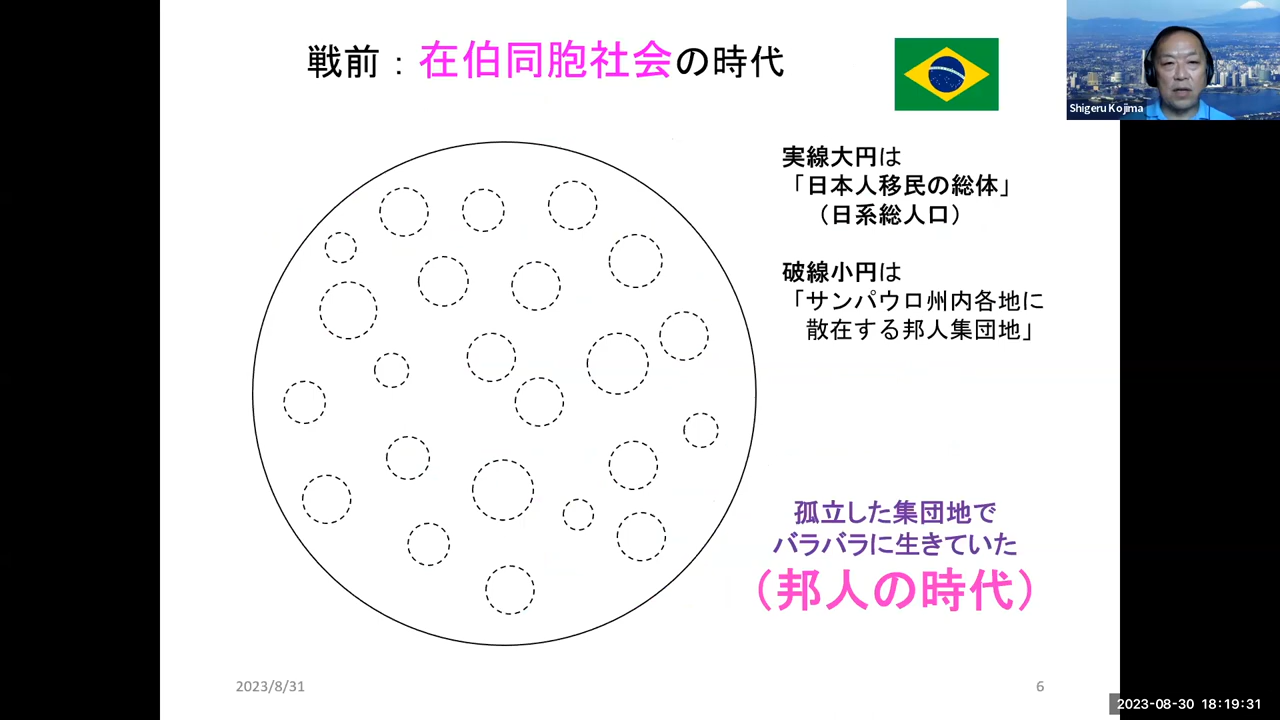 戦前：在伯同胞社会の時代
Shigeru Kojima
実線大円は
「日本人移民の総体」
（日系総人口）
破線小円は
「サンパウロ州内各地に
散在する邦人集団地」
孤立した集団地で
バラバラに生きていた
（邦人の時代）
2023/8/31
6
2023-08-30 18:19:31